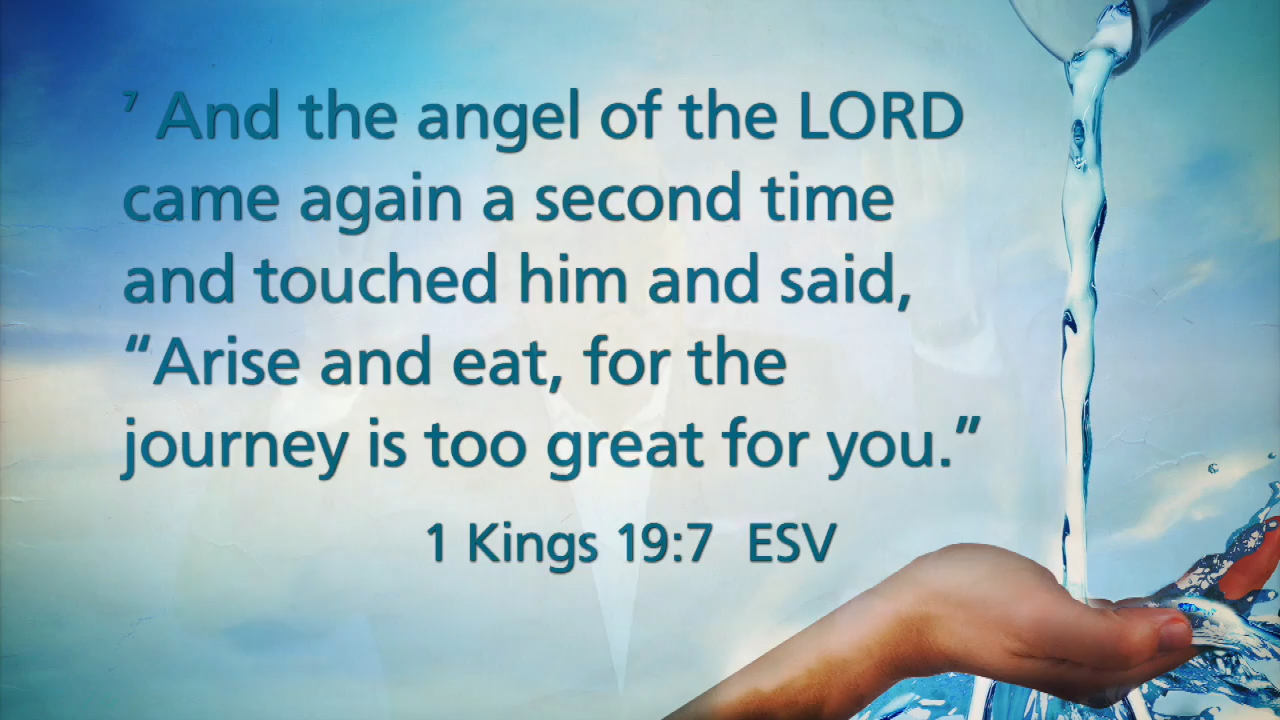 ⁷ And the angel of the LORD
came again a second time
and touched him and said,
“Arise and eat, for the
journey is too great for you.”
1 Kings 19:7 ESV